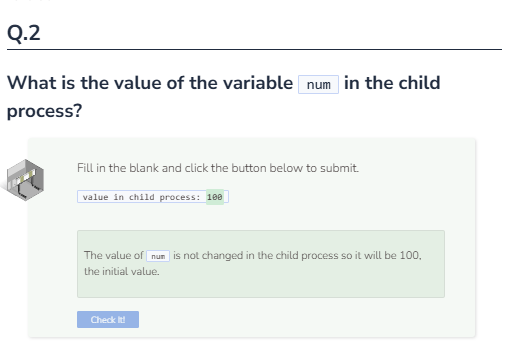 Q.2
What is the value of the variable num in the child
process?
Fill in the blank and click the button below to submit.
value in child process: 100
The value of num is not changed in the child process so it will be 100,
the initial value.
Check It!